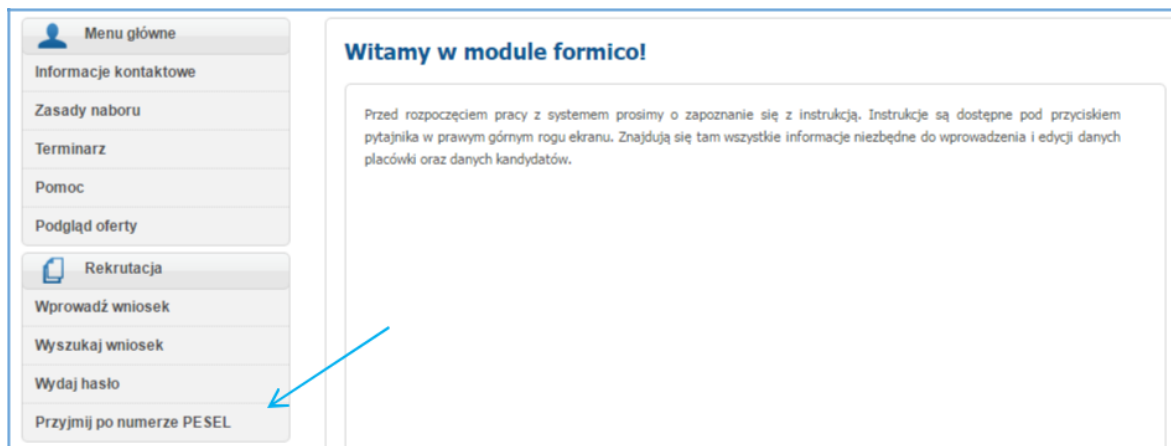 Menu główne
Informacje kontaktowe
Zasady naboru
Terminarz
Pomoc
Podgląd oferty
Rekrutacja
Wprowadź wniosek
Wyszukaj wniosek
Wydaj hasło
Przyjmij po numerze PESEL
Witamy w module formico!
Przed rozpoczęciem pracy z systemem prosimy o zapoznanie się z instrukcją. Instrukcje są dostępne pod przyciskiem
pytajnika w prawym górnym rogu ekranu. Znajdują się tam wszystkie informacje niezbędne do wprowadzenia i edycji danych
placówki oraz danych kandydatów.